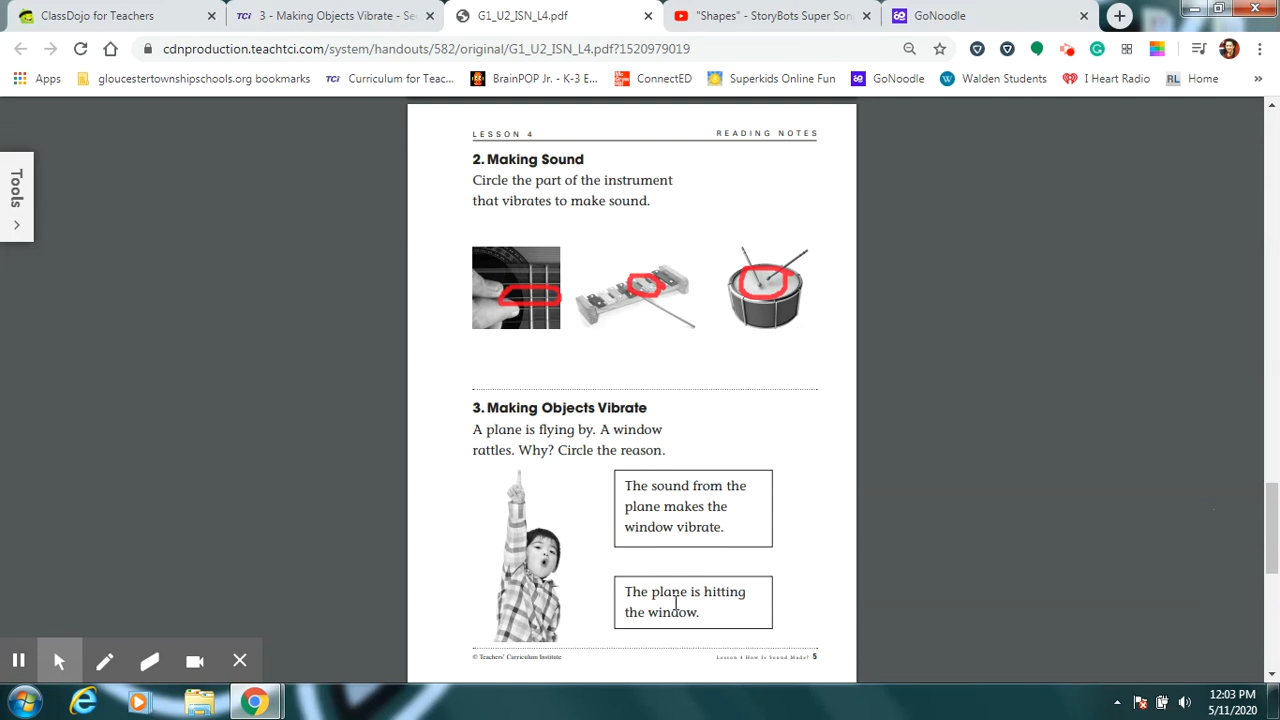 ClassDojo for Teachers
3 - Making Objects Vibrate - Se
G1_U2_ISN_L4.pdf
"Shapes" - StoryBots Super Son
GoNoodle
cdnproduction.teachtci.com/system/handouts/582/original/G1_U2_ISN_L4.pdf?1520979019
Apps
gloucestertownshipschools.org bookmarks
TCi Curriculum for Teac...
BrainPOP Jr. - K-3 E...
ConnectED
Superkids Online Fun
GoNoodle
Walden Students
I Heart Radio
RL Home
»
Tools
LESSON 4 READING NOTES
2. Making Sound
Circle the part of the instrument
that vibrates to make sound.
3. Making Objects Vibrate
A plane is flying by. A window
rattles. Why? Circle the reason.
The sound from the
plane makes the
window vibrate.
The plane is hitting
the window.
© Teachers' Curriculum Institute Lesson 4 How Is Sound Made? 5
12:03 PM
5/11/2020